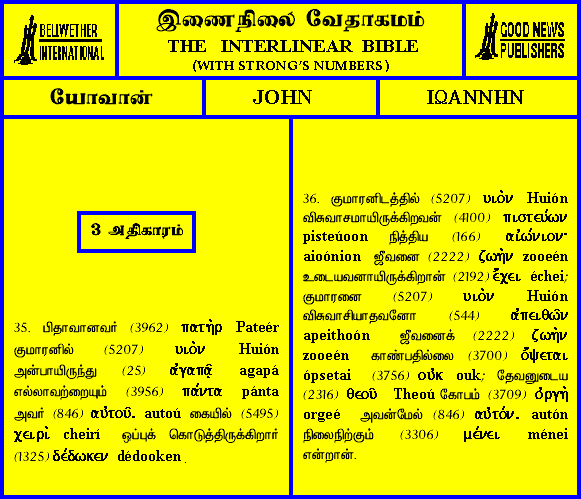 BELLWETHER
INTERNATIONAL
இணைநிலை வேதாகமம்
THE INTERLINEAR BIBLE
(WITH STRONG'S NUMBERS)
GOOD NEWS
PUBLISHERS
யோவான்
JOHN
ΙΩΑΝΝΗΝ
3 அதிகாரம்
35. பிதாவானவர் (3962) πατὴρ Pateér
குமாரனில் (5207) υιὸν Huión
அன்பாயிருந்து (25) ἀγαπᾷ agapá
எல்லாவற்றையும் (3956) πάντα pánta
அவர் (846) αὐτοῦ. autoú கையில் (5495)
χειρὶ cheirí ஒப்புக் கொடுத்திருக்கிறார்
(1325) δέδωκεν dédooken.
36. குமாரனிடத்தில் (5207) υιὸν Huión
விசுவாசமாயிருக்கிறவன் (4100) πιστεύων
pisteúoon நித்திய (166) αἰώνιον·
aioónion ஜீவனை (2222) ζωὴν zooeén
உடையவனாயிருக்கிறான் (2192) ἔχει échei;
குமாரனை (5207) υιὸν Huión
விசுவாசியாதவனோ (544) ἀπειθῶν
apeithoón ஜீவனைக் (2222) ζωὴν
zooeén காண்பதில்லை (3700) ὄψεται
ópsetai (3756) οὐκ ouk; தேவனுடைய
(2316) θεοῦ Theoú கோபம் (3709) ὀργὴ
orgeé அவன்மேல் (846) αὐτόν. autón
நிலைநிற்கும் (3306) μένει ménei
என்றான்.